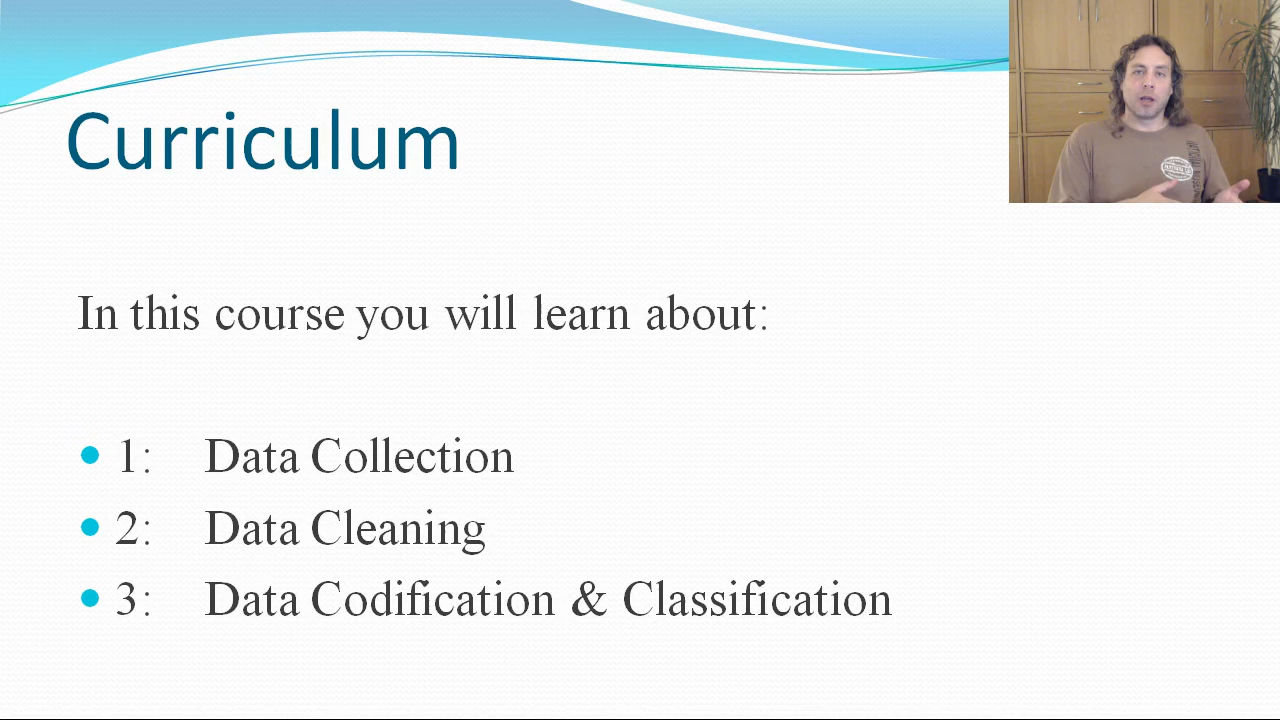 Curriculum
In this course you will learn about:
1: Data Collection
2: Data Cleaning
3: Data Codification & Classification